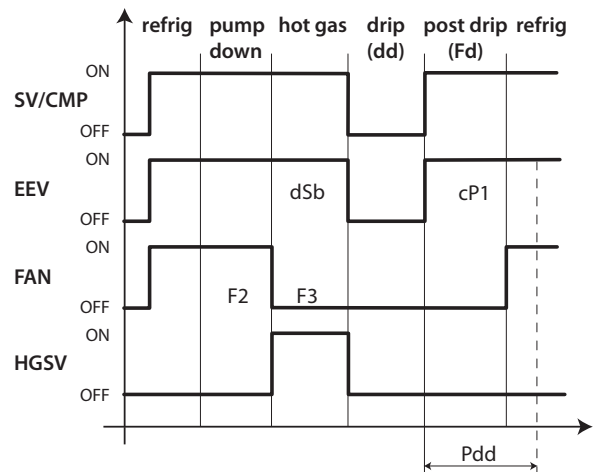 refrig pump down hot gas drip (dd) post drip (Fd) refrig
ON
SV/CMP
OFF
ON
EEV
dSb
cP1
OFF
ON
FAN
F2
F3
OFF
ON
HGSV
OFF
Pdd